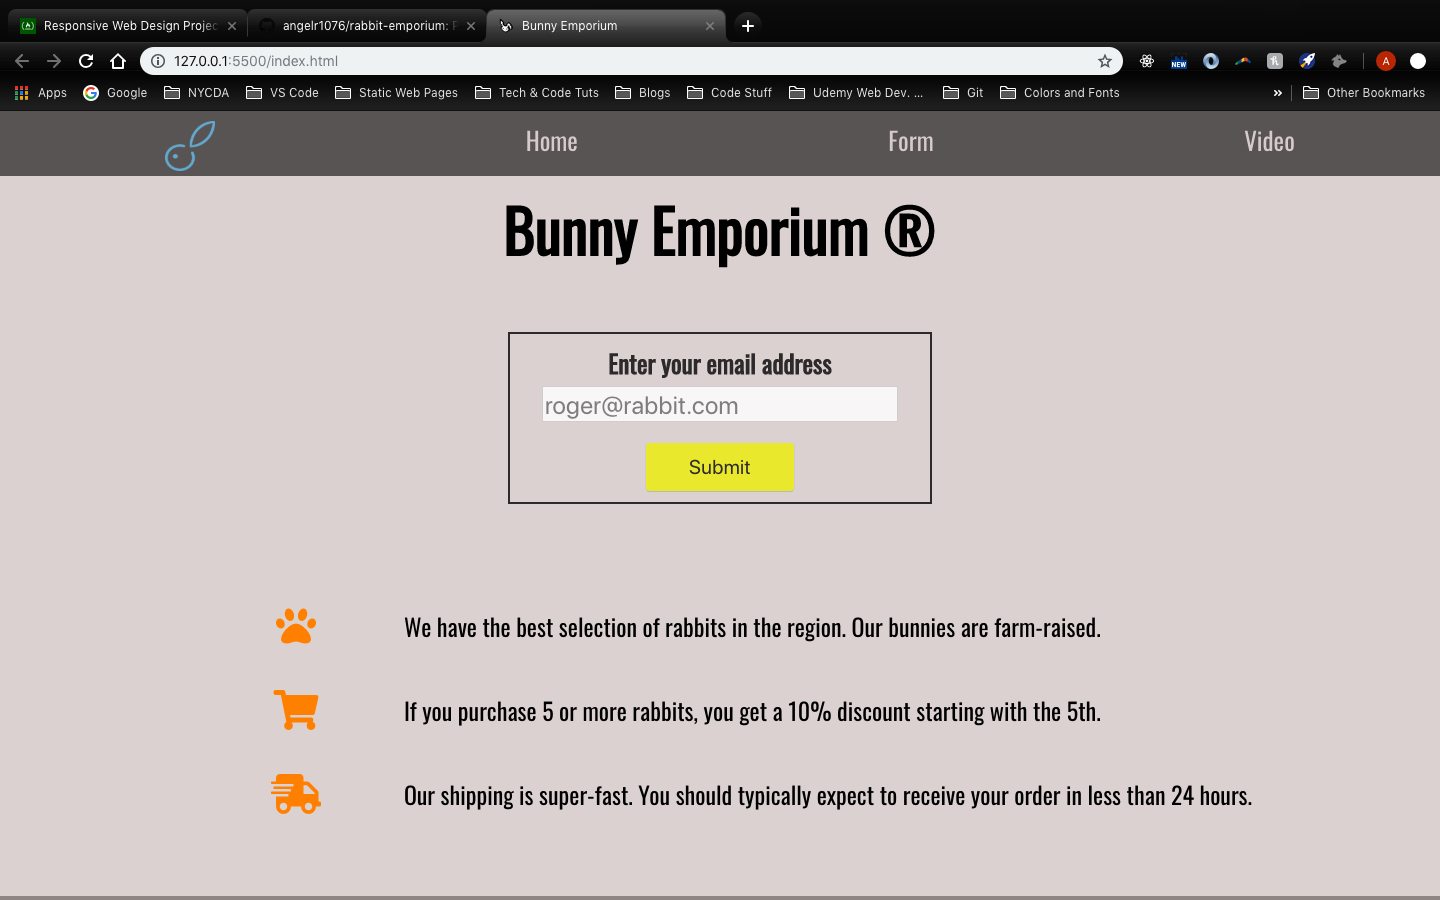 Responsive Web Design Projec
angelr1076/rabbit-emporium: R
Bunny Emporium
127.0.0.1:5500/index.html
NEW
A
Apps
Google
NYCDA
VS Code
Static Web Pages
Tech & Code Tuts
Blogs
Code Stuff
Udemy Web Dev. ...
Git
Colors and Fonts
»
Other Bookmarks
Home
Form
Video
Bunny Emporium ®
Enter your email address
roger@rabbit.com
Submit
We have the best selection of rabbits in the region. Our bunnies are farm-raised.
If you purchase 5 or more rabbits, you get a 10% discount starting with the 5th.
Our shipping is super-fast. You should typically expect to receive your order in less than 24 hours.